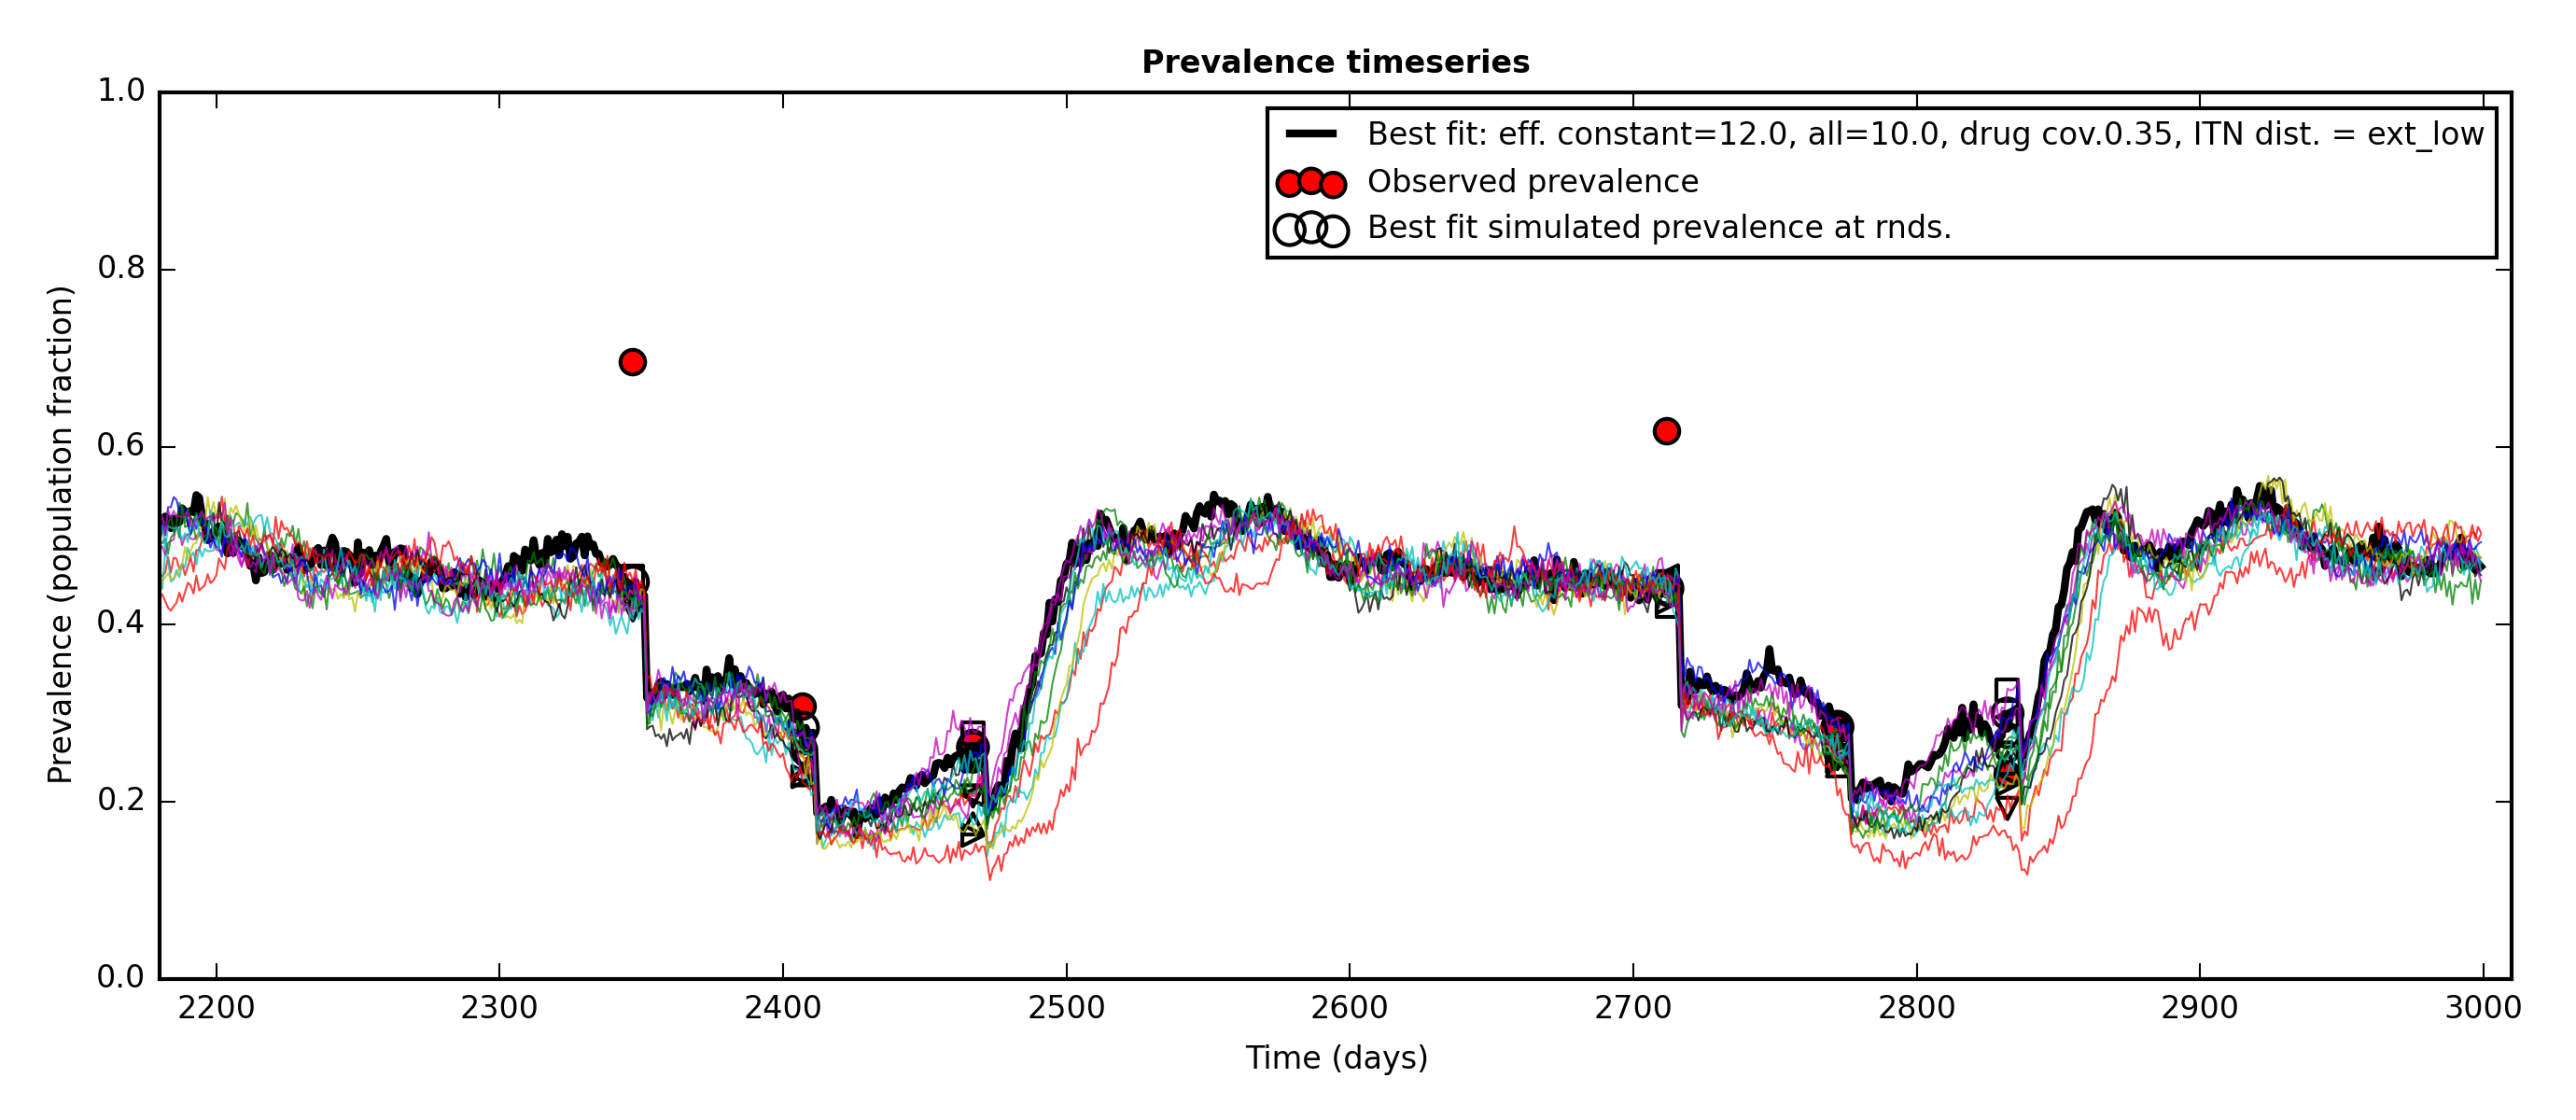 Prevalence timeseries
1.0
0.8
0.6
0.4
0.2
0.0
Prevalence (population fraction)
Best fit: eff. constant=12.0, all=10.0, drug cov.0.35, ITN dist. = ext_low
Observed prevalence
Best fit simulated prevalence at rnds.
2200 2300 2400 2500 2600 2700 2800 2900 3000
Time (days)